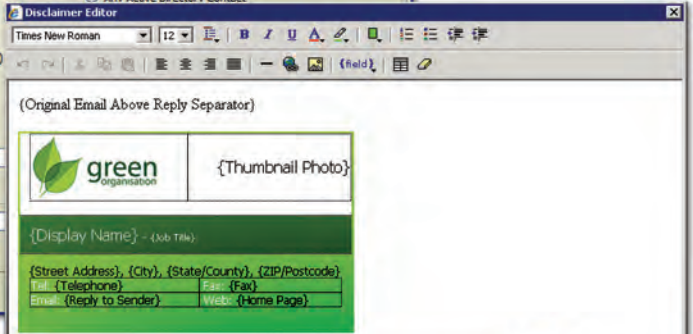 Disclaimer Editor
Times New Roman 12 B I U A
{field}
{Original Email Above Reply Separator}
green
organisation
{Thumbnail Photo}
{Display Name} - {Job Title}
{Street Address}, {City}, {State/County}, {ZIP/Postcode}
Tel: {Telephone} Fax: {Fax}
Email: {Reply to Sender} Web: {Home Page}